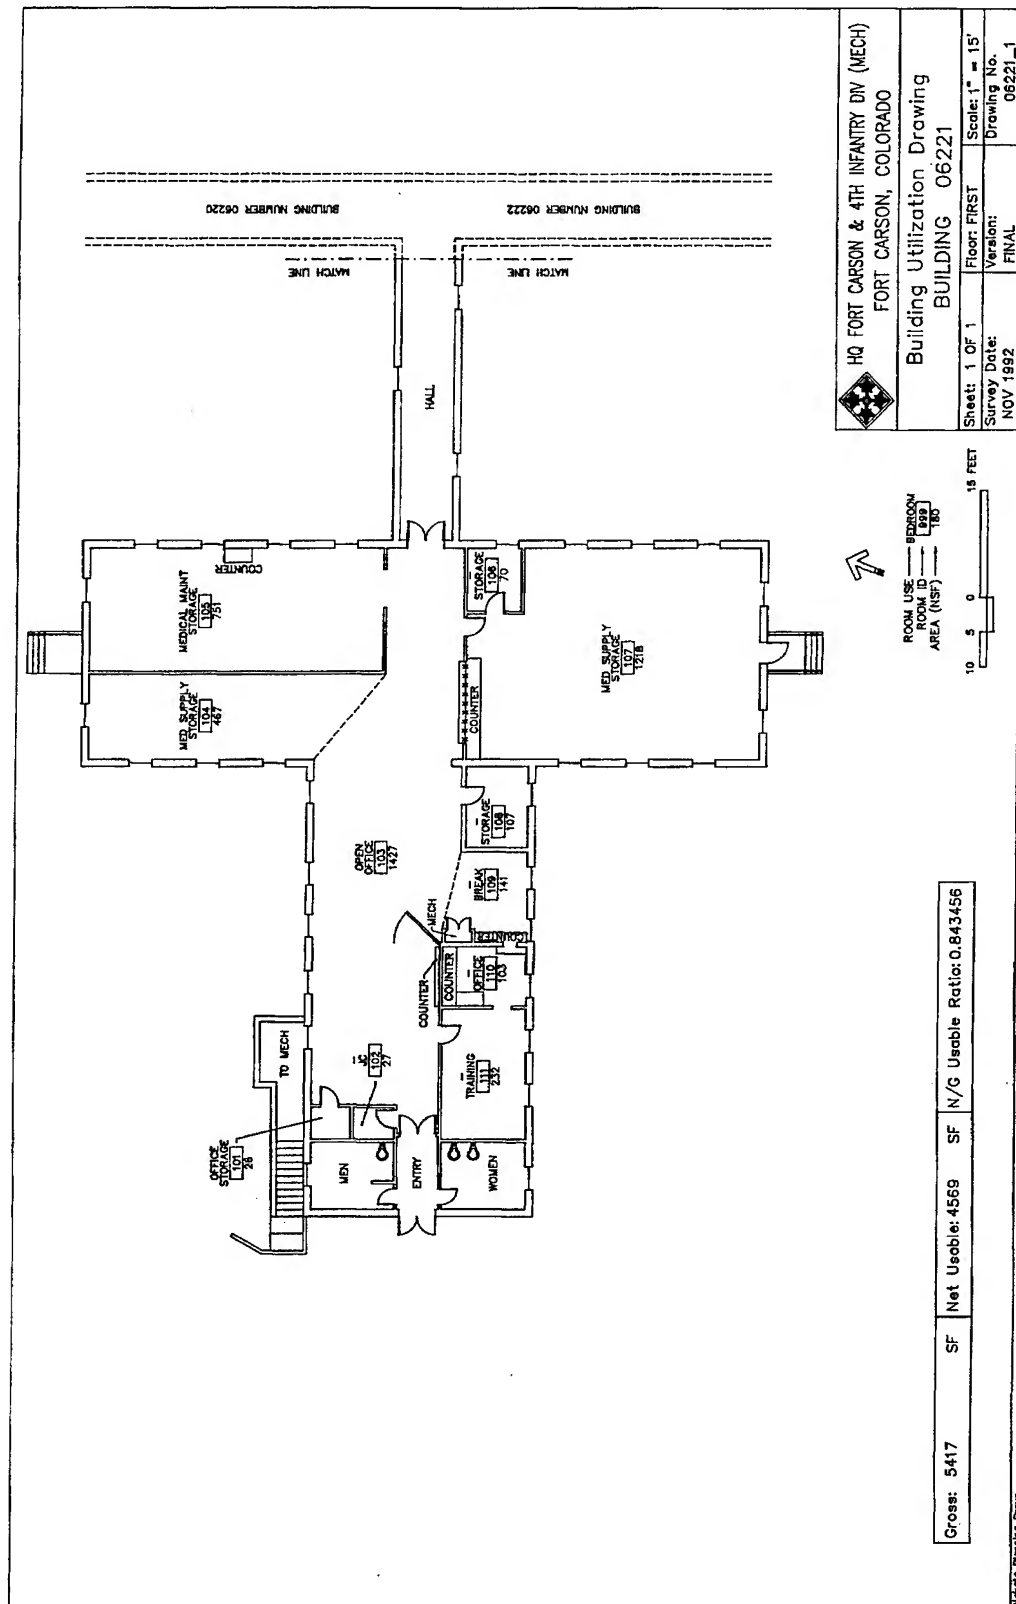 HQ FORT CARSON & 4TH INFANTRY DIV (MECH)
FORT CARSON, COLORADO
Building Utilization Drawing
BUILDING 06221
Sheet: 1 OF 1
Floor: FIRST
Scale: 1" = 15'
Survey Date:
NOV 1992
Version:
FINAL
Drawing No.
06221_1
BUILDING NUMBER 06220
BUILDING NUMBER 06222
MATCH LINE
MATCH LINE
HALL
MEDICAL MAINT
STORAGE
105
751
COUNTER
MED SUPPLY
STORAGE
104
467
STORAGE
106
70
MED SUPPLY
STORAGE
107
1218
COUNTER
OPEN
OFFICE
103
1427
STORAGE
108
107
BREAK
109
141
MECH
COUNTER
COUNTER
COUNTER
OFFICE
110
103
TRAINING
111
232
JC
102
27
TO MECH
OFFICE
STORAGE
101
26
MEN
ENTRY
WOMEN
ROOM USE
BEDROOM
ROOM ID
999
AREA (NSF)
180
10 5 0 15 FEET
Gross: 5417 SF
Net Usable: 4569 SF
N/G Usable Ratio: 0.843456